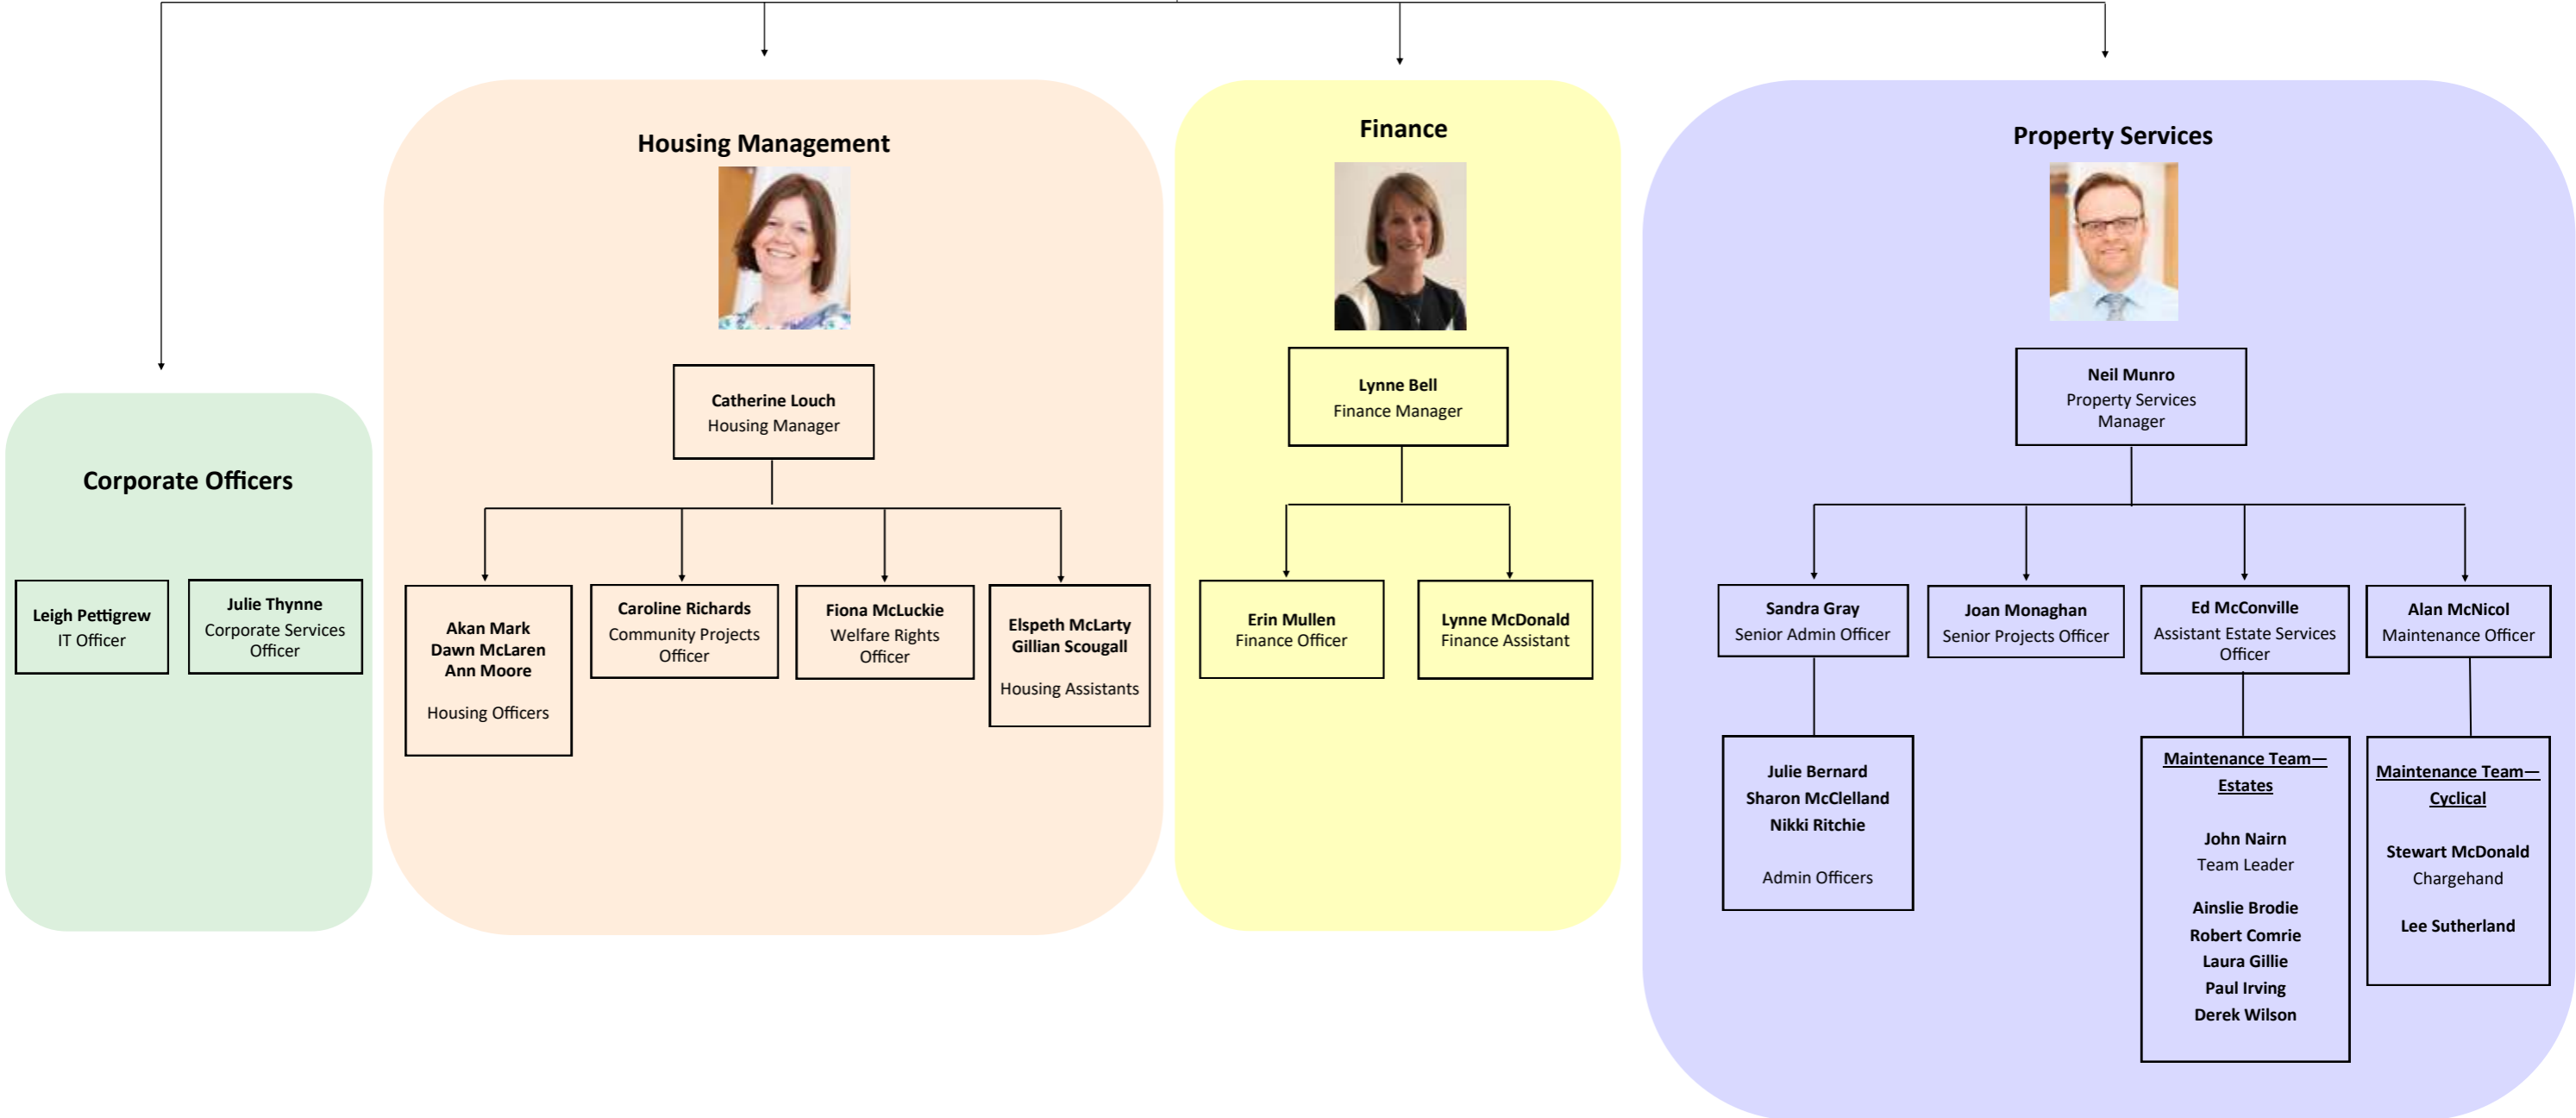 Corporate Officers
Leigh Pettigrew
IT Officer
Julie Thynne
Corporate Services
Officer
Housing Management
Catherine Louch
Housing Manager
Akan Mark
Dawn McLaren
Ann Moore
Housing Officers
Caroline Richards
Community Projects
Officer
Fiona McLuckie
Welfare Rights
Officer
Elspeth McLarty
Gillian Scougall
Housing Assistants
Finance
Lynne Bell
Finance Manager
Erin Mullen
Finance Officer
Lynne McDonald
Finance Assistant
Property Services
Neil Munro
Property Services
Manager
Sandra Gray
Senior Admin Officer
Julie Bernard
Sharon McClelland
Nikki Ritchie
Admin Officers
Joan Monaghan
Senior Projects Officer
Ed McConville
Assistant Estate Services
Officer
Maintenance Team—
Estates
John Nairn
Team Leader
Ainslie Brodie
Robert Comrie
Laura Gillie
Paul Irving
Derek Wilson
Alan McNicol
Maintenance Officer
Maintenance Team—
Cyclical
Stewart McDonald
Chargehand
Lee Sutherland